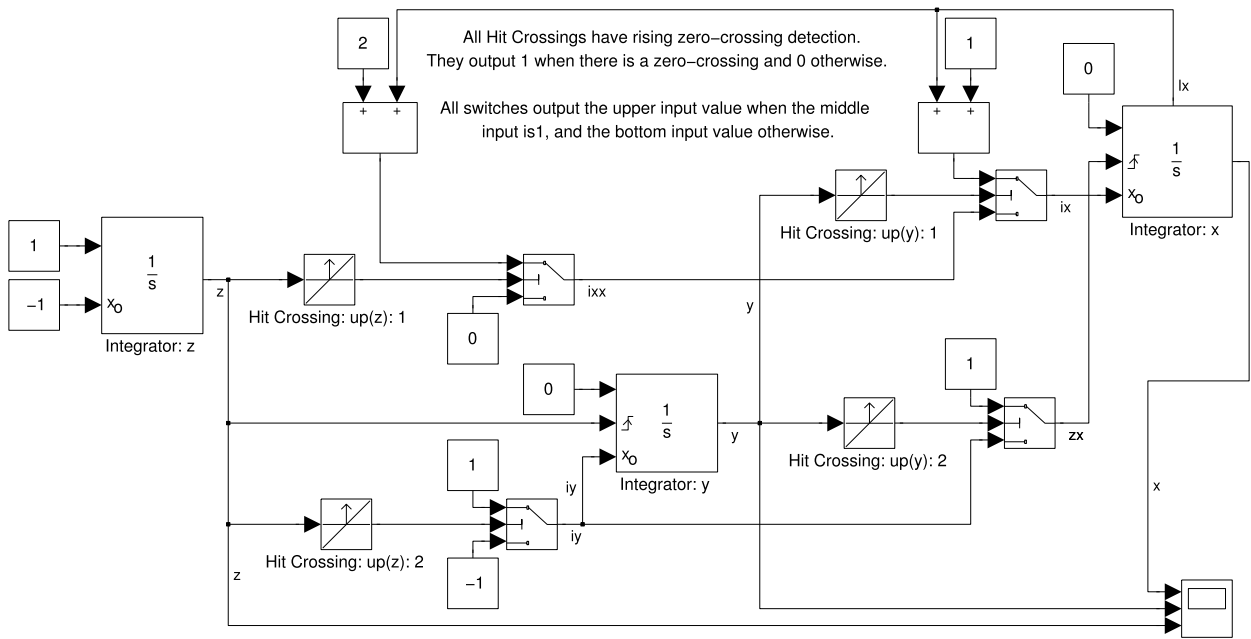 2
All Hit Crossings have rising zero−crossing detection.
They output 1 when there is a zero−crossing and 0 otherwise.
1
0
lx
+ +
All switches output the upper input value when the middle
input is1, and the bottom input value otherwise.
+ +
1
s
xo
Integrator: x
Hit Crossing: up(y): 1
ix
1
−1
1
s
xo
Integrator: z
z
Hit Crossing: up(z): 1
ixx
0
y
0
1
s
xo
Integrator: y
y
1
Hit Crossing: up(y): 2
zx
1
iy
iy
−1
Hit Crossing: up(z): 2
z
x